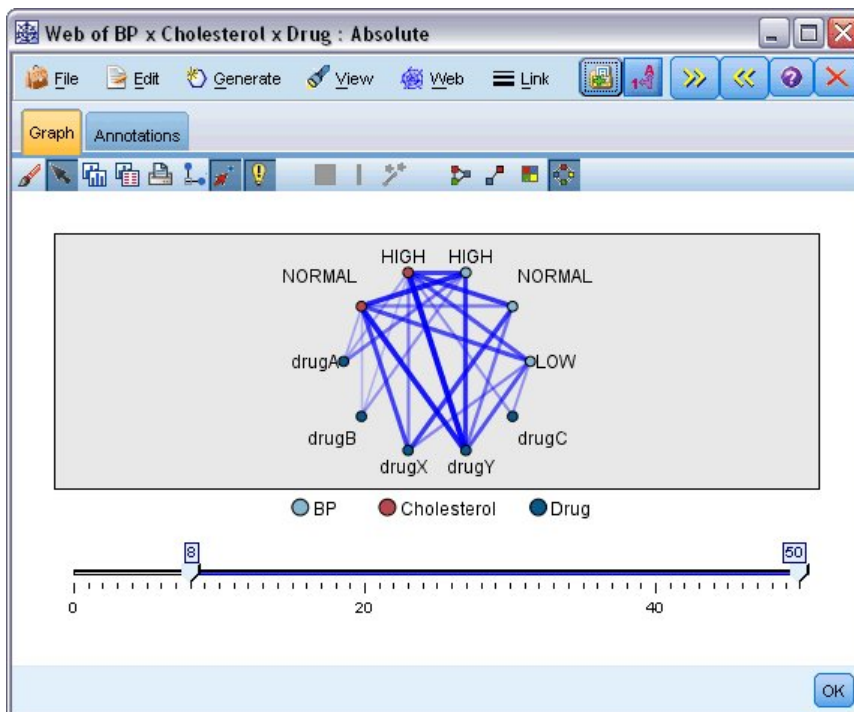 Web of BP x Cholesterol x Drug : Absolute
File Edit Generate View Web Link
Graph Annotations
HIGH HIGH
NORMAL NORMAL
drugA LOW
drugB drugC
drugX drugY
BP Cholesterol Drug
8 50
0 20 40
OK